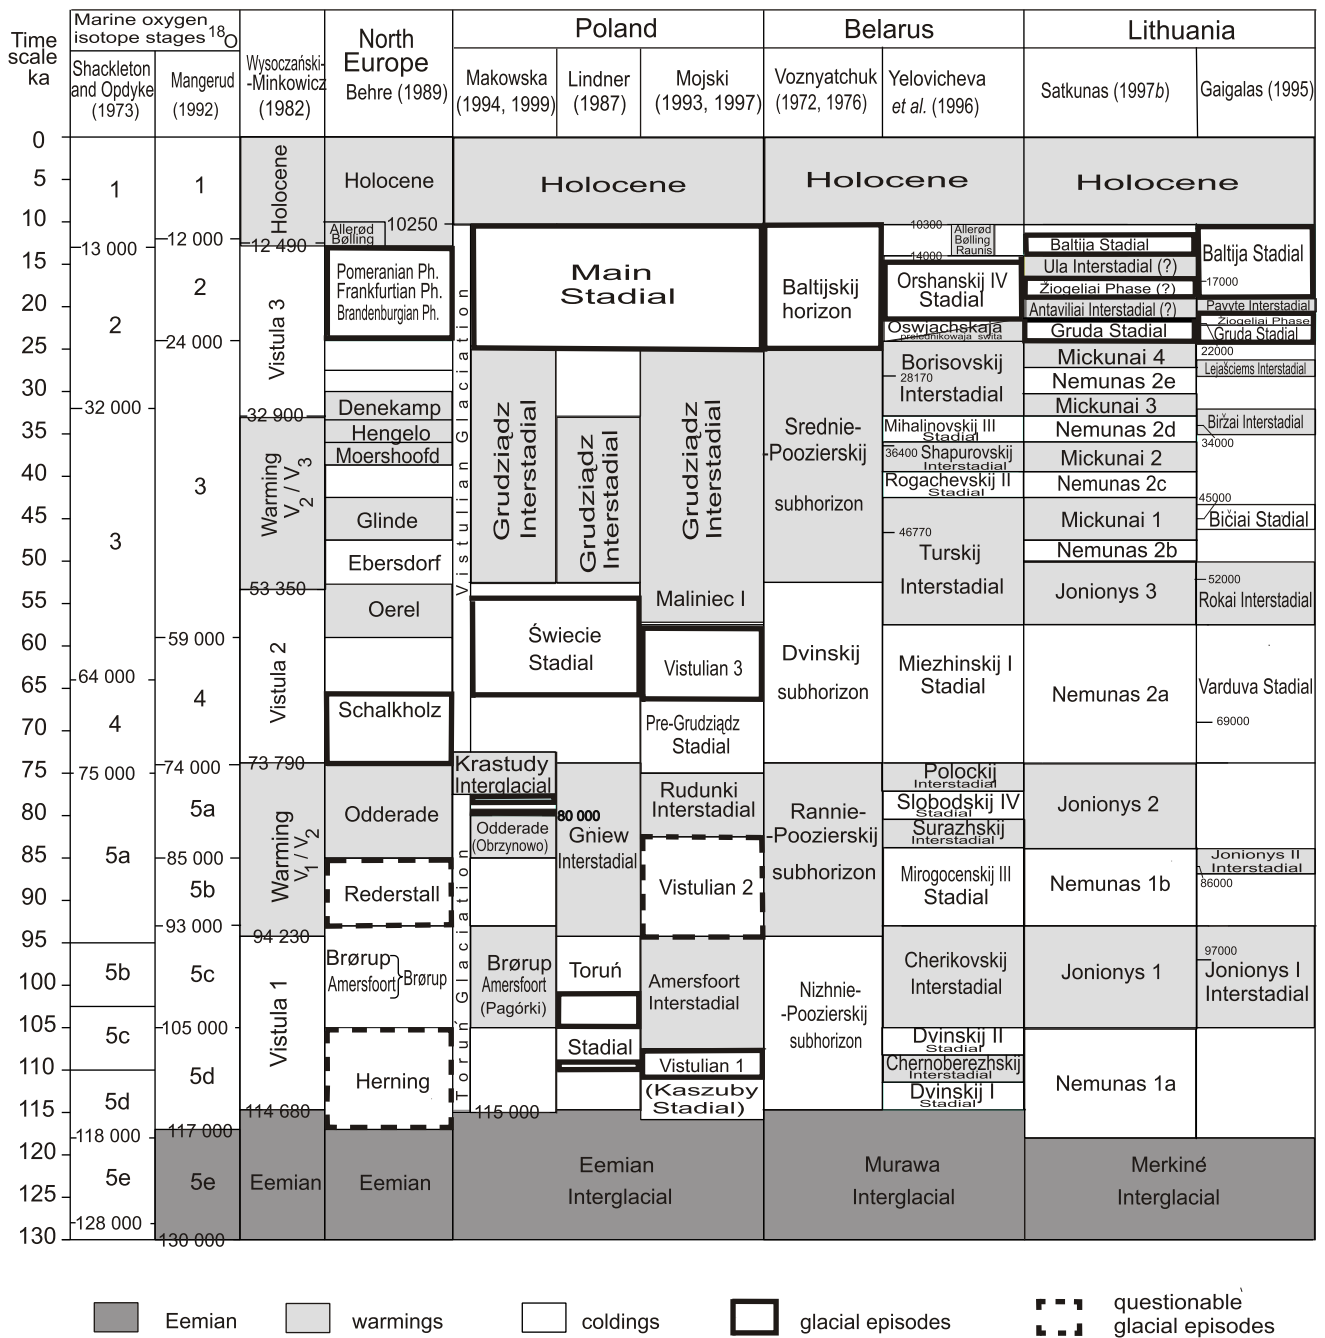 Marine oxygen
isotope stages 18O
Time
scale
ka
Shackleton
and Opdyke
(1973)
Mangerud
(1992)
Wysoczański-
-Minkowicz
(1982)
North
Europe
Behre (1989)
Poland
Makowska
(1994, 1999)
Lindner
(1987)
Mojski
(1993, 1997)
Belarus
Voznyatchuk
(1972, 1976)
Yelovicheva
et al. (1996)
Lithuania
Satkunas (1997b)
Gaigalas (1995)
0
5
10
15
20
25
30
35
40
45
50
55
60
65
70
75
80
85
90
95
100
105
110
115
120
125
130
1
13 000
2
32 000
3
64 000
4
75 000
5a
5b
5c
5d
118 000
5e
128 000
1
12 000
2
24 000
3
59 000
4
74 000
5a
85 000
5b
93 000
5c
105 000
5d
117 000
5e
130 000
Holocene
12 490
Vistula 3
32 900
Warming
V2 / V3
53 350
Vistula 2
73 790
Warming
V1 / V2
94 230
Vistula 1
114 680
Eemian
Holocene
Allerød
Bølling
10250
Pomeranian Ph.
Frankfurtian Ph.
Brandenburgian Ph.
Denekamp
Hengelo
Moershoofd
Glinde
Ebersdorf
Oerel
Schalkholz
Odderade
Rederstall
Brørup
Amersfoort
Brørup
Herning
Eemian
Holocene
Vistulian Glaciation
Toruń Glaciation
Main
Stadial
Grudziądz
Interstadial
Grudziądz
Interstadial
Grudziądz
Interstadial
Maliniec I
Świecie
Stadial
Vistulian 3
Pre-Grudziądz
Stadial
Krastudy
Interglacial
80 000
Odderade
(Obrzynowo)
Gniew
Interstadial
Rudunki
Interstadial
Vistulian 2
Brørup
Amersfoort
(Pagórki)
Toruń
Stadial
Amersfoort
Interstadial
Vistulian 1
(Kaszuby
Stadial)
115 000
Eemian
Interglacial
Holocene
Baltijskij
horizon
Srednie-
-Poozierskij
subhorizon
Dvinskij
subhorizon
Rannie-
-Poozierskij
subhorizon
Nizhnie-
-Poozierskij
subhorizon
10300
Allerød
Bølling
Raunis
14000
Orshanskij IV
Stadial
Oswjachskaja
Borisovskij
28170
Interstadial
Mihalinovskij III
Stadial
36400 Shapurovskij
Interstadial
Rogachevskij II
Stadial
46770
Turskij
Interstadial
Miezhinskij I
Stadial
Polockij
Interstadial
Slobodskij IV
Stadial
Surazhskij
Interstadial
Mirogocenskij III
Stadial
Cherikovskij
Interstadial
Dvinskij II
Stadial
Chernoberezhskij
Interstadial
Dvinskij I
Stadial
Murawa
Interglacial
Holocene
Baltija Stadial
Ula Interstadial (?)
Žiogeliai Phase (?)
Antaviliai Interstadial (?)
Gruda Stadial
Mickunai 4
Nemunas 2e
Mickunai 3
Nemunas 2d
Mickunai 2
Nemunas 2c
Mickunai 1
Nemunas 2b
Jonionys 3
Nemunas 2a
Jonionys 2
Nemunas 1b
Jonionys 1
Nemunas 1a
Baltija Stadial
17000
Pavyte Interstadial
Žiogeliai Phase
Gruda Stadial
22000
Lejaščiems Interstadial
Biržai Interstadial
34000
45000
Bičiai Stadial
52000
Rokai Interstadial
Varduva Stadial
69000
Jonionys II
Interstadial
86000
97000
Jonionys I
Interstadial
Merkiné
Interglacial
Eemian
warmings
coldings
glacial episodes
questionable
glacial episodes